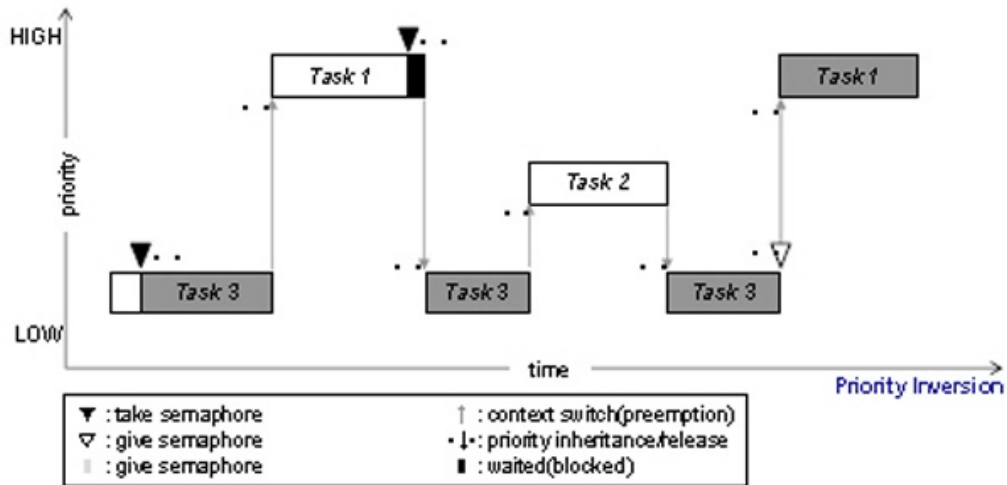 HIGH
Task 1
Task 1
priority
Task 2
Task 3
Task 3
Task 3
LOW
time
Priority Inversion
: take semaphore
: context switch(preemption)
: give semaphore
: priority inheritance/release
: give semaphore
: waited(blocked)